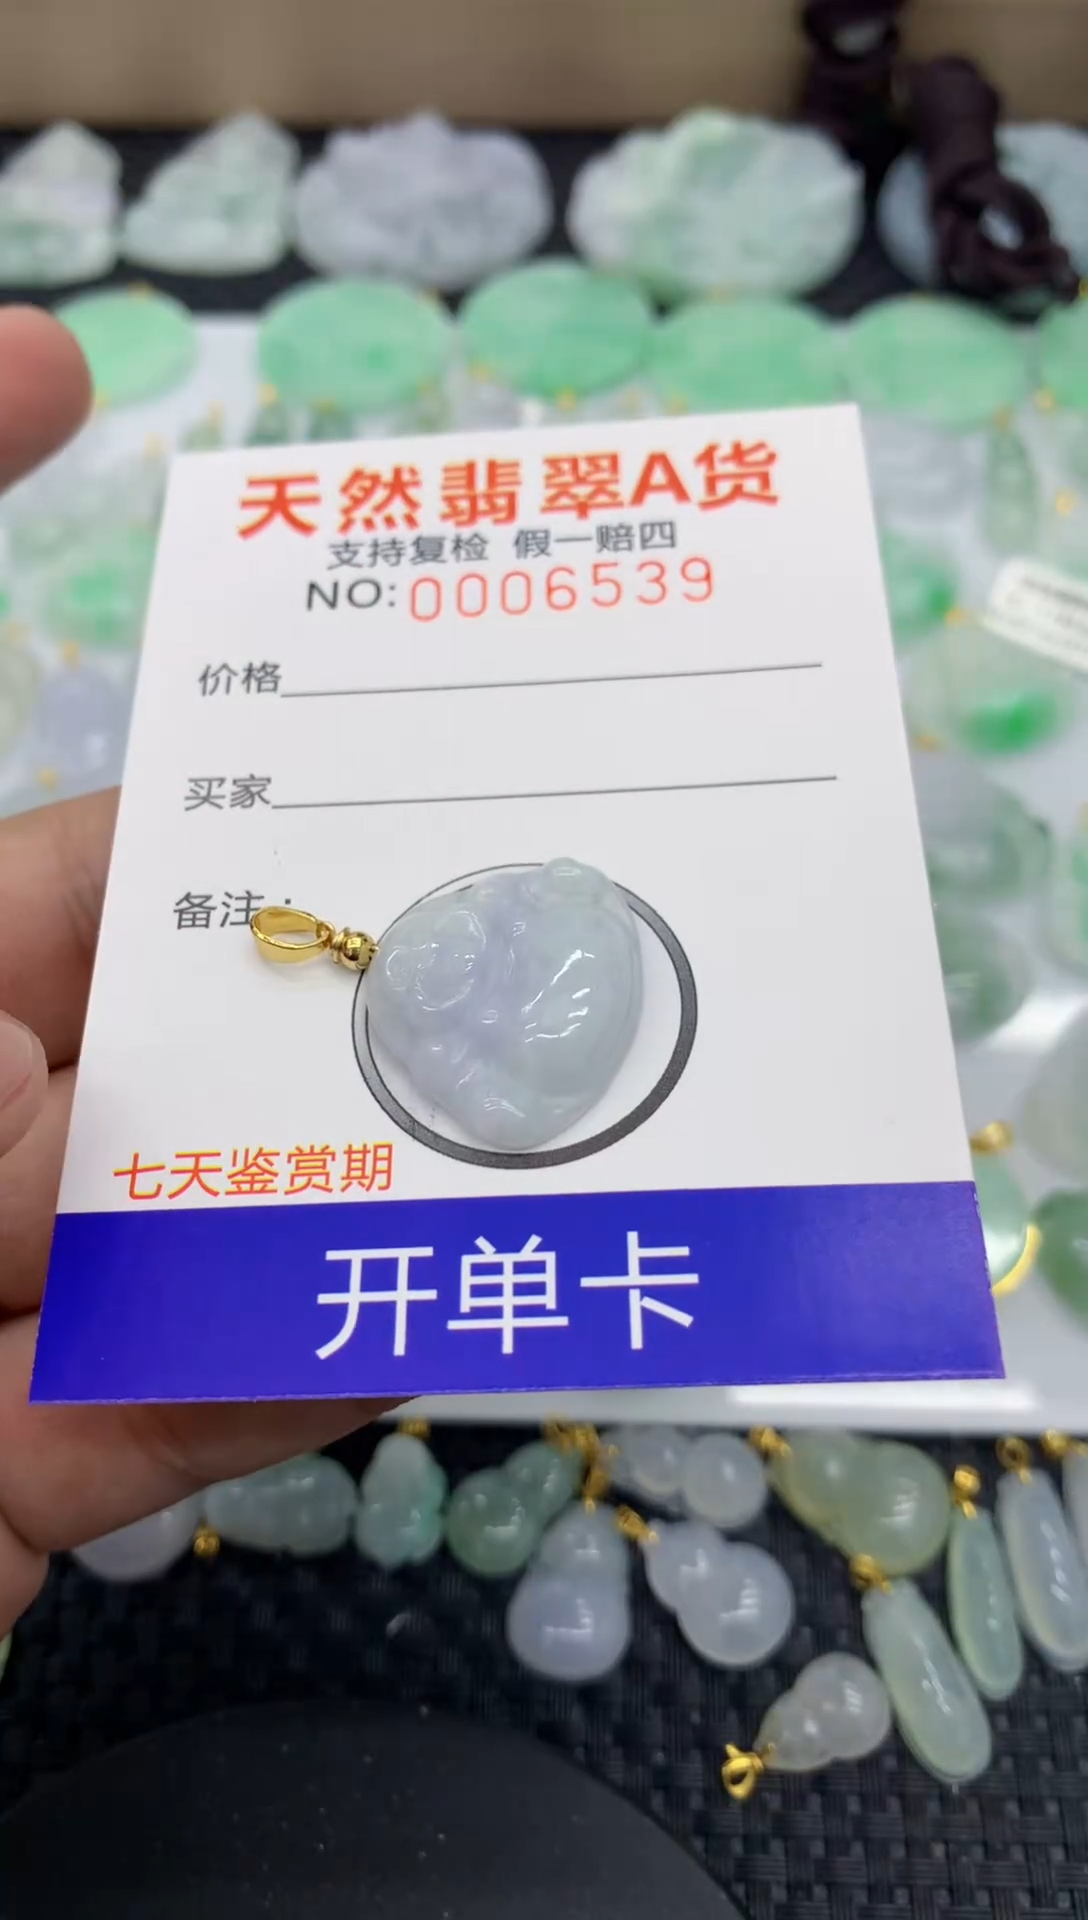 天然翡翠A货
支持复检 假一赔四
NO:0006539
价格
买家
备注:
七天鉴赏期
开单卡